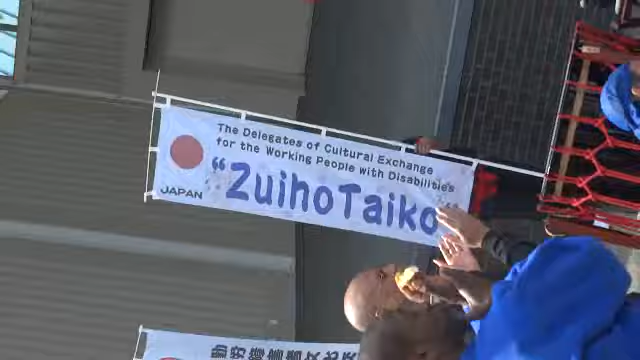 JAPAN
The Delegates of Cultural Exchange
for the Working People with Disabilities
"ZuihoTaiko"